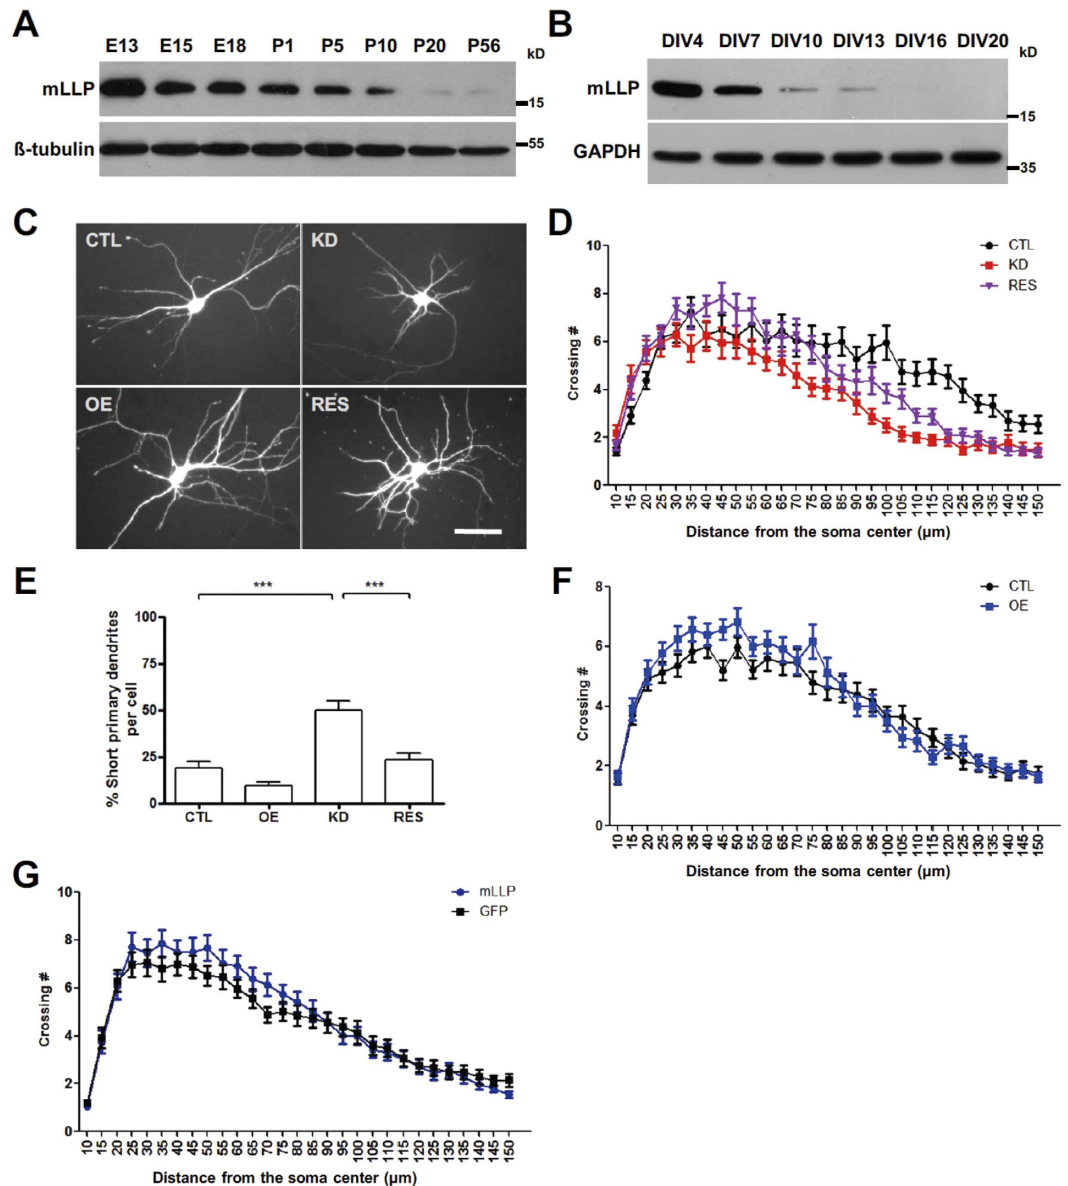 A
E13 E15 E18 P1 P5 P10 P20 P56
kD
mLLP
15
ß-tubulin
55
B
DIV4 DIV7 DIV10 DIV13 DIV16 DIV20
kD
mLLP
15
GAPDH
35
C
CTL
KD
OE
RES
D
CTL
KD
RES
10
8
6
4
2
0
Crossing #
10 15 20 25 30 35 40 45 50 55 60 65 70 75 80 85 90 95 100 105 110 115 120 125 130 135 140 145 150
Distance from the soma center (µm)
E
*** ***
100
75
50
25
0
% Short primary dendrites
per cell
CTL OE KD RES
F
CTL
OE
8
6
4
2
0
Crossing #
10 15 20 25 30 35 40 45 50 55 60 65 70 75 80 85 90 95 100 105 110 115 120 125 130 135 140 145 150
Distance from the soma center (µm)
G
mLLP
GFP
10
8
6
4
2
0
Crossing #
10 15 20 25 30 35 40 45 50 55 60 65 70 75 80 85 90 95 100 105 110 115 120 125 130 135 140 145 150
Distance from the soma center (µm)